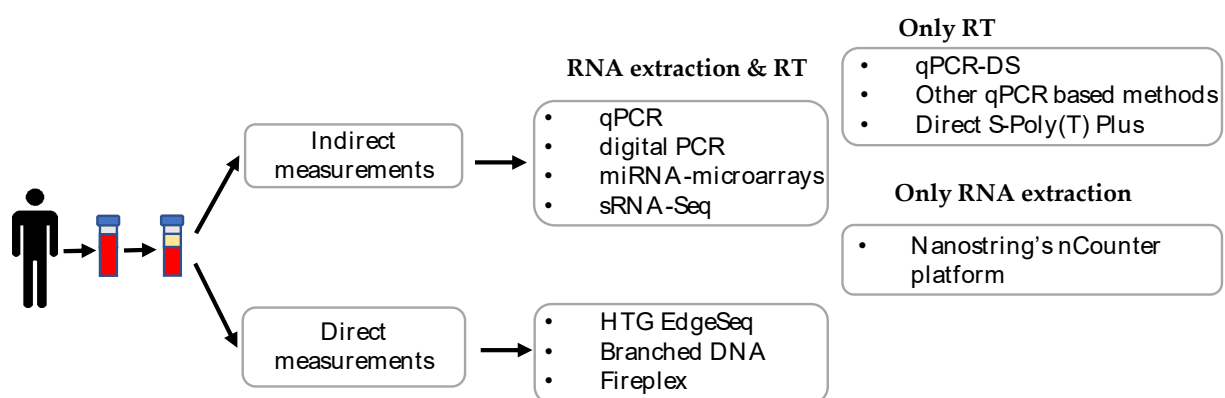 Indirect
measurements
RNA extraction & RT
• qPCR
• digital PCR
• miRNA-microarrays
• sRNA-Seq
Only RT
• qPCR-DS
• Other qPCR based methods
• Direct S-Poly(T) Plus
Only RNA extraction
• Nanostring's nCounter
platform
Direct
measurements
• HTG EdgeSeq
• Branched DNA
• Fireplex